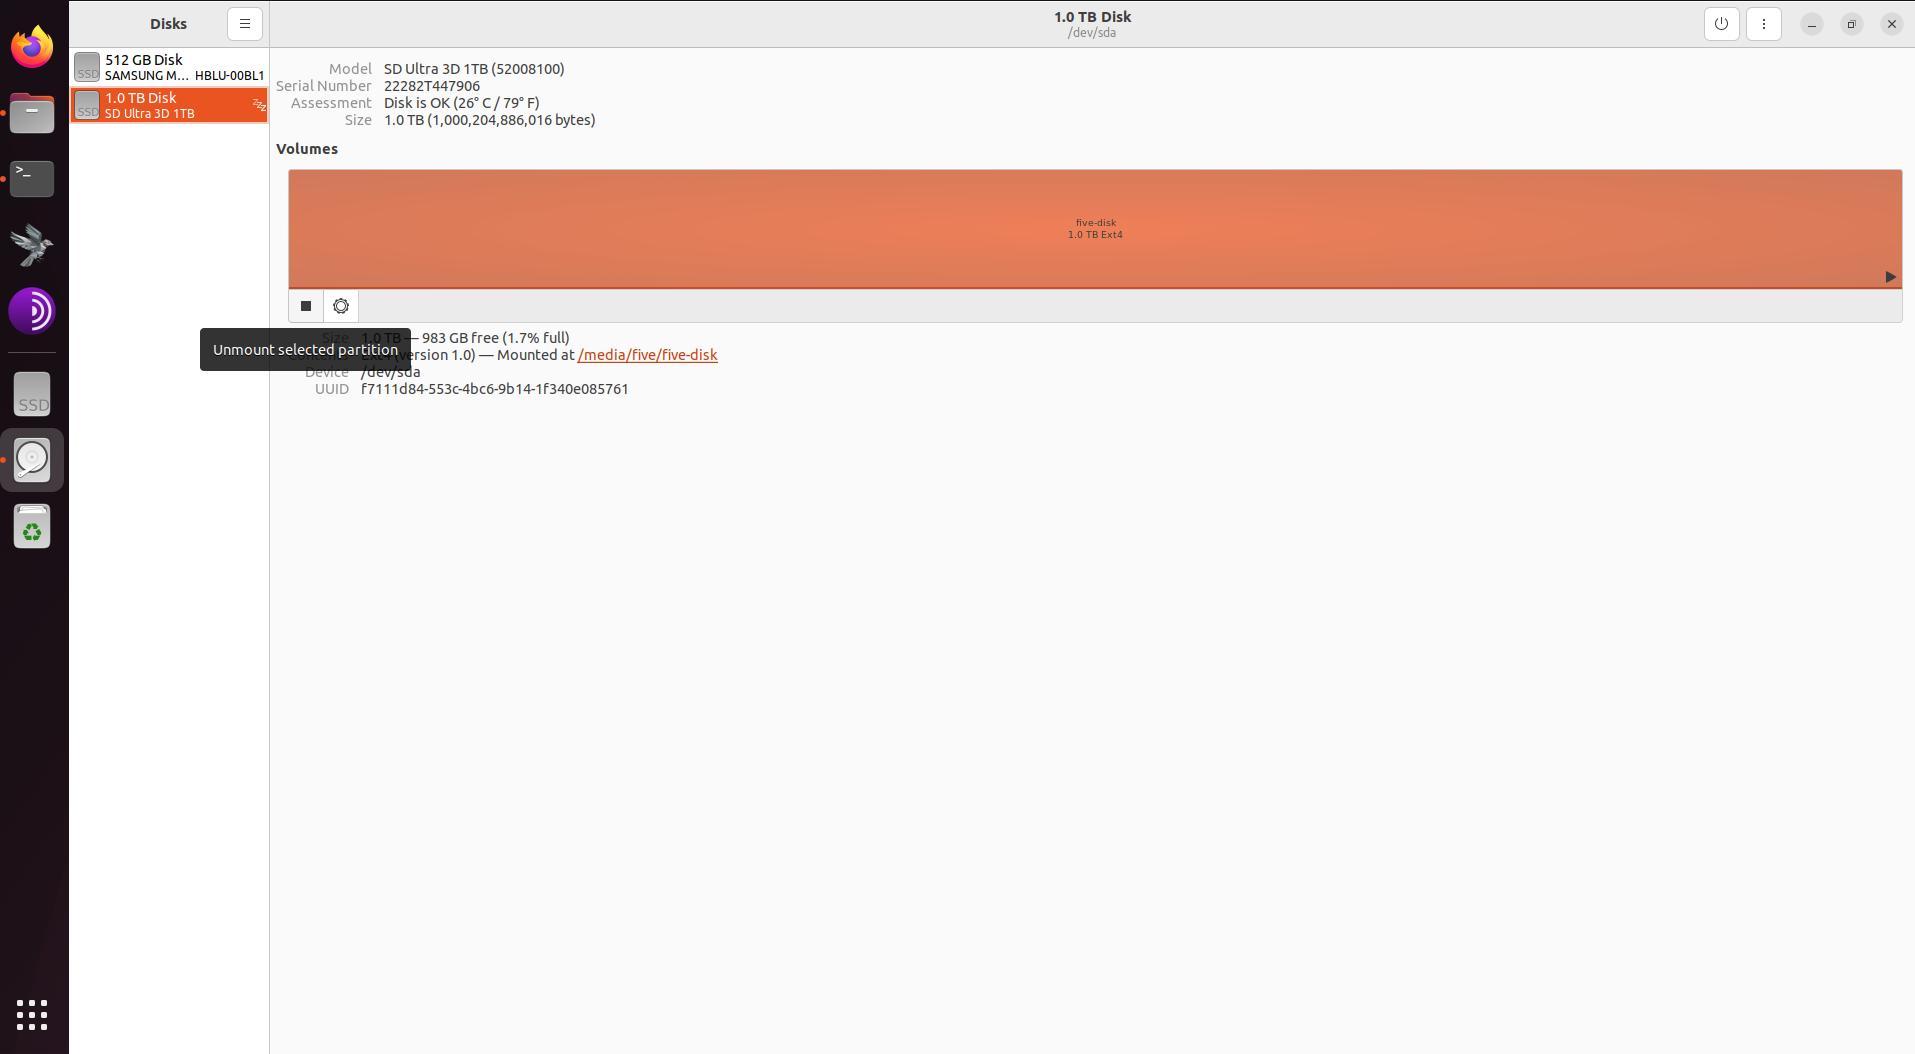 Disks
1.0 TB Disk
/dev/sda
SSD
512 GB Disk
SAMSUNG M... HBLU-00BL1
SSD
1.0 TB Disk
SD Ultra 3D 1TB
Model SD Ultra 3D 1TB (52008100)
Serial Number 22282T447906
Assessment Disk is OK (26° C / 79° F)
Size 1.0 TB (1,000,204,886,016 bytes)
Volumes
five-disk
1.0 TB Ext4
Size 1.0 TB — 983 GB free (1.7% full)
Unmount selected partition
(version 1.0) — Mounted at /media/five/five-disk
Device /dev/sda
UUID f7111d84-553c-4bc6-9b14-1f340e085761
>_
SSD